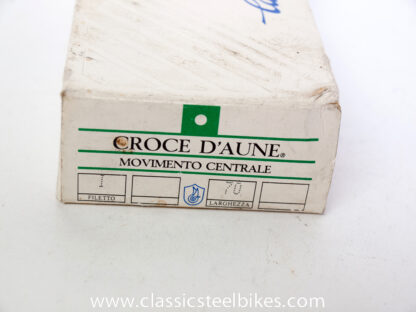 CROCE D'AUNE®
MOVIMENTO CENTRALE
I 70
FILETTO LARGHEZZA
www.classicsteelbikes.com